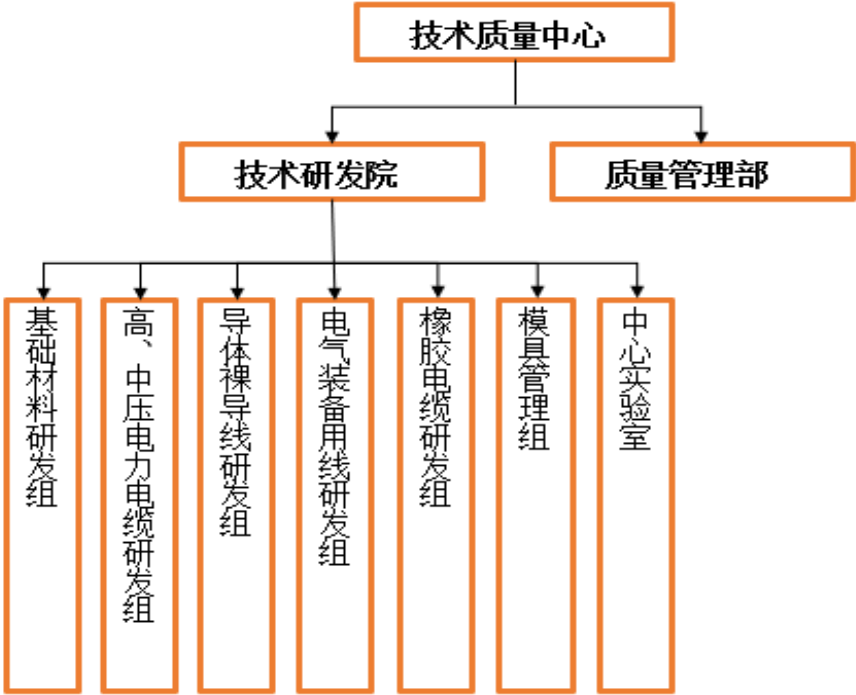 技术质量中心
技术研发院
质量管理部
基础材料研发组
高、中压电力电缆研发组
导体裸导线研发组
电气装备用线研发组
橡胶电缆研发组
模具管理组
中心实验室